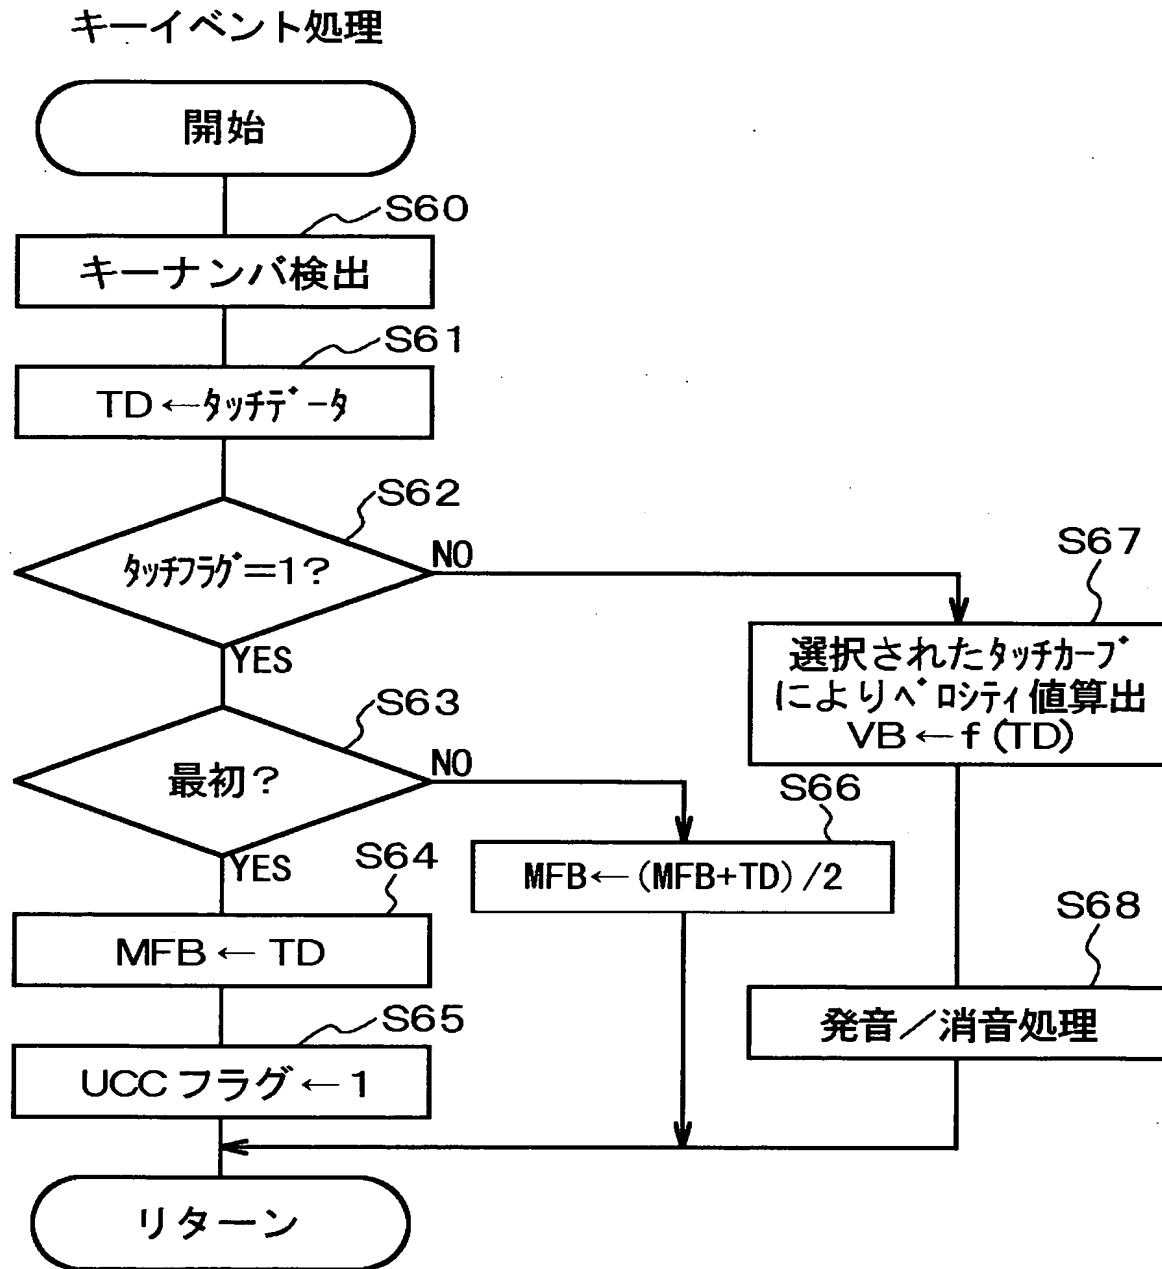 キーイベント処理
開始
S60
キーナンバ検出
S61
TD←ﾀｯﾁﾃﾞｰﾀ
S62
ﾀｯﾁﾌﾗｸﾞ=1?
NO
YES
S67
選択されたﾀｯﾁｶｰﾌﾞ
によりﾍﾞﾛｼﾃｨ値算出
VB←f(TD)
S63
最初?
NO
YES
S66
MFB←(MFB+TD)/2
S64
MFB←TD
S68
発音/消音処理
S65
UCCフラグ←1
リターン